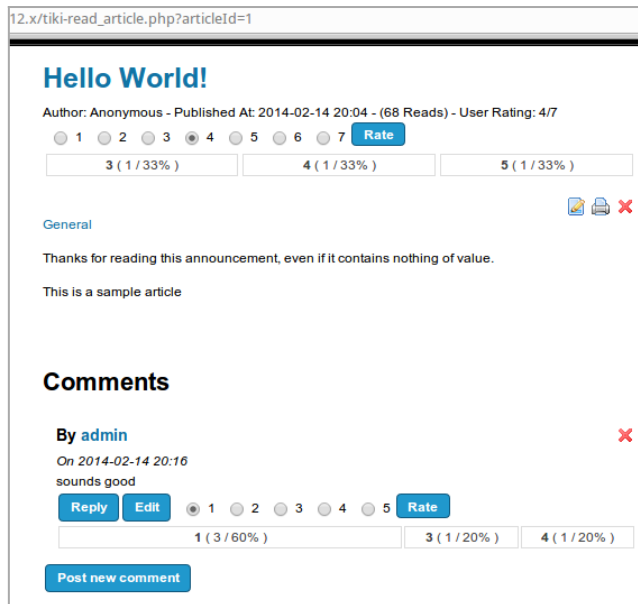 12.x/tiki-read_article.php?articleId=1
Hello World!
Author: Anonymous - Published At: 2014-02-14 20:04 - (68 Reads) - User Rating: 4/7
1 2 3 4 5 6 7 Rate
3 ( 1 / 33% ) 4 ( 1 / 33% ) 5 ( 1 / 33% )
General
Thanks for reading this announcement, even if it contains nothing of value.
This is a sample article
Comments
By admin
On 2014-02-14 20:16
sounds good
Reply Edit 1 2 3 4 5 Rate
1 ( 3 / 60% ) 3 ( 1 / 20% ) 4 ( 1 / 20% )
Post new comment